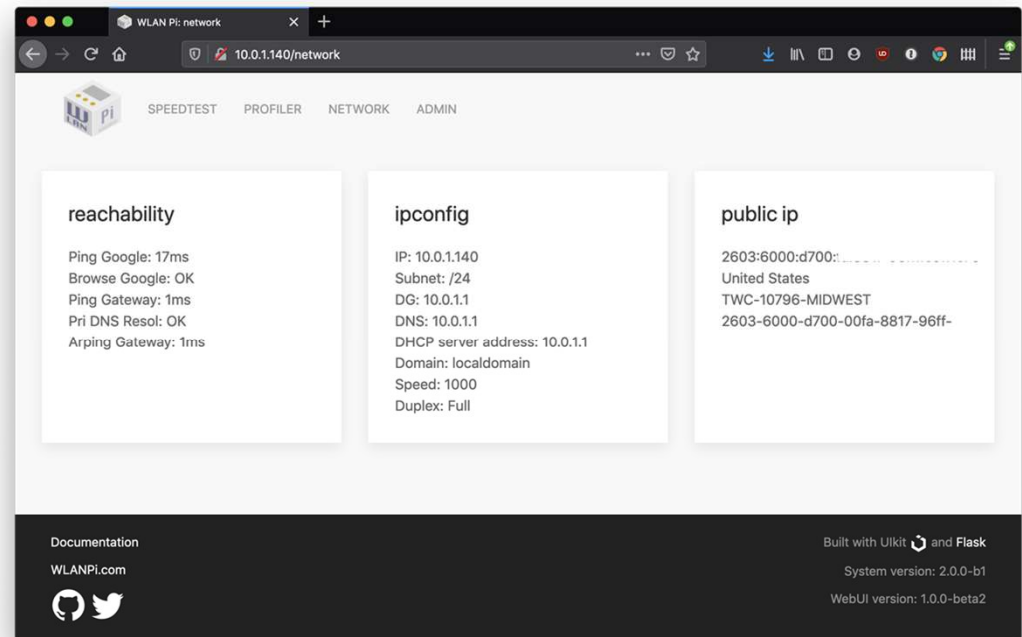 WLAN Pi: network
10.0.1.140/network
W Pi
LAN
SPEEDTEST PROFILER NETWORK ADMIN
reachability
Ping Google: 17ms
Browse Google: OK
Ping Gateway: 1ms
Pri DNS Resol: OK
Arping Gateway: 1ms
ipconfig
IP: 10.0.1.140
Subnet: /24
DG: 10.0.1.1
DNS: 10.0.1.1
DHCP server address: 10.0.1.1
Domain: localdomain
Speed: 1000
Duplex: Full
public ip
2603:6000:d700:
United States
TWC-10796-MIDWEST
2603-6000-d700-00fa-8817-96ff-
Documentation
WLANPi.com
Built with UIkit and Flask
System version: 2.0.0-b1
WebUI version: 1.0.0-beta2